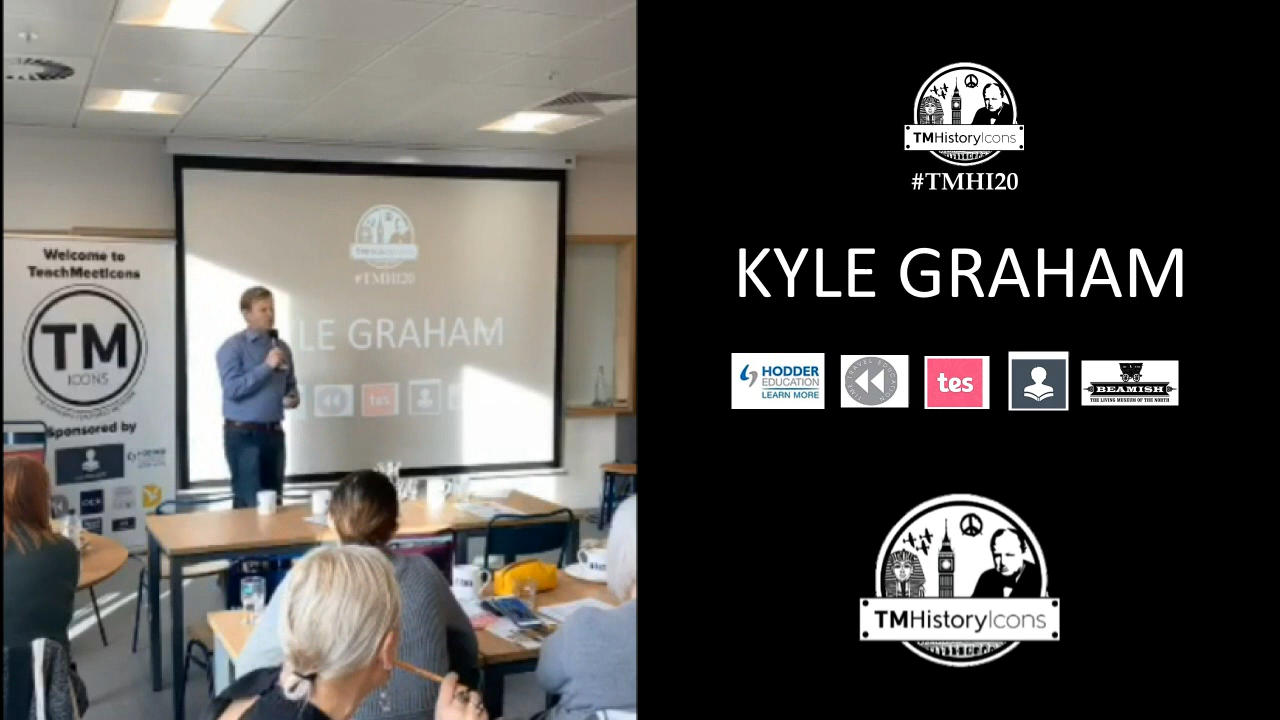 Welcome to
TeachMeetIcons
TM
ICONS
Sponsored by
TMHistoryIcons
#TMHI20
LE GRAHAM
tes
TMHistoryIcons
#TMHI20
KYLE GRAHAM
HODDER
EDUCATION
LEARN MORE
tes
BEAMISH
THE LIVING MUSEUM OF THE NORTH
TMHistoryIcons